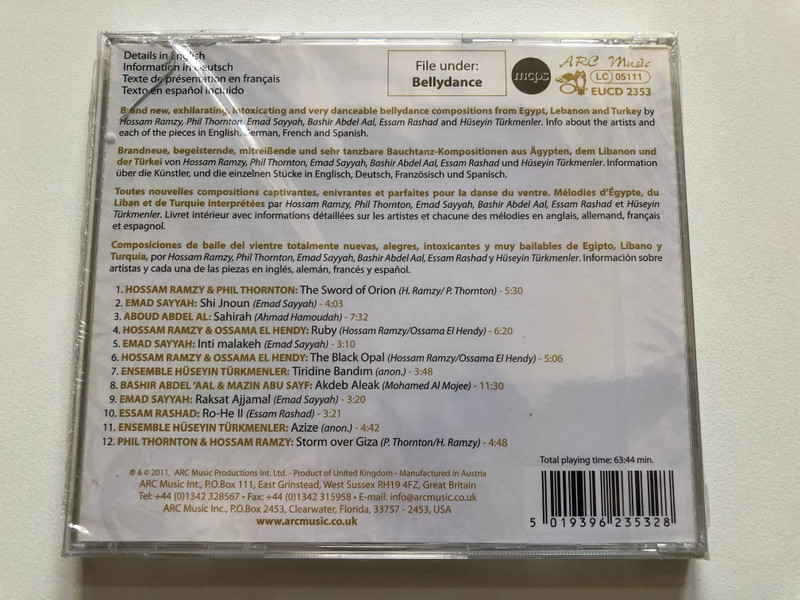 Details in English
Information in Deutsch
Texte de présentation en français
Texto en español incluido
File under:
Bellydance
mcps
ARC Music
LC 05111
EUCD 2353
Brand new, exhilarating, intoxicating and very danceable bellydance compositions from Egypt, Lebanon and Turkey by
Hossam Ramzy, Phil Thornton, Emad Sayyah, Bashir Abdel Aal, Essam Rashad and Hüseyin Türkmenler. Info about the artists and
each of the pieces in English, German, French and Spanish.
Brandneue, begeisternde, mitreißende und sehr tanzbare Bauchtanz-Kompositionen aus Ägypten, dem Libanon und
der Türkei von Hossam Ramzy, Phil Thornton, Emad Sayyah, Bashir Abdel Aal, Essam Rashad und Hüseyin Türkmenler. Information
über die Künstler, und die einzelnen Stücke in Englisch, Deutsch, Französisch und Spanisch.
Toutes nouvelles compositions captivantes, enivrantes et parfaites pour la danse du ventre. Mélodies d'Égypte, du
Liban et de Turquie interprétées par Hossam Ramzy, Phil Thornton, Emad Sayyah, Bashir Abdel Aal, Essam Rashad et Hüseyin
Türkmenler. Livret intérieur avec informations détaillées sur les artistes et chacune des mélodies en anglais, allemand, français
et espagnol.
Composiciones de baile del vientre totalmente nuevas, alegres, intoxicantes y muy bailables de Egipto, Líbano y
Turquía, por Hossam Ramzy, Phil Thornton, Emad Sayyah, Bashir Abdel Aal, Essam Rashad y Hüseyin Türkmenler. Información sobre
artistas y cada una de las piezas en inglés, alemán, francés y español.
1. HOSSAM RAMZY & PHIL THORNTON: The Sword of Orion (H. Ramzy/ P. Thornton) - 5:30
2. EMAD SAYYAH: Shi Jnoun (Emad Sayyah) - 4:03
3. ABOUD ABDEL AL: Sahirah (Ahmad Hamoudah) - 7:32
4. HOSSAM RAMZY & OSSAMA EL HENDY: Ruby (Hossam Ramzy/Ossama El Hendy) - 6:20
5. EMAD SAYYAH: Inti malakeh (Emad Sayyah) - 3:10
6. HOSSAM RAMZY & OSSAMA EL HENDY: The Black Opal (Hossam Ramzy/Ossama El Hendy) - 5:06
7. ENSEMBLE HÜSEYIN TÜRKMENLER: Tiridine Bandım (anon.) - 3:48
8. BASHIR ABDEL 'AAL & MAZIN ABU SAYF: Akdeb Aleak (Mohamed Al Mojee) - 11:30
9. EMAD SAYYAH: Raksat Ajjamal (Emad Sayyah) - 3:20
10. ESSAM RASHAD: Ro-He II (Essam Rashad) - 3:21
11. ENSEMBLE HÜSEYIN TÜRKMENLER: Azize (anon.) - 4:42
12. PHIL THORNTON & HOSSAM RAMZY: Storm over Giza (P. Thornton/H. Ramzy) - 4:48
Total playing time: 63:44 min.
℗ & © 2011, ARC Music Productions Int. Ltd. - Product of United Kingdom - Manufactured in Austria
ARC Music Int., P.O.Box 111, East Grinstead, West Sussex RH19 4FZ, Great Britain
Tel: +44 (0)1342 328567 • Fax: +44 (0)1342 315958 • E-mail: info@arcmusic.co.uk
ARC Music Inc., P.O.Box 2453, Clearwater, Florida, 33757 - 2453, USA
www.arcmusic.co.uk
5 019396 235328